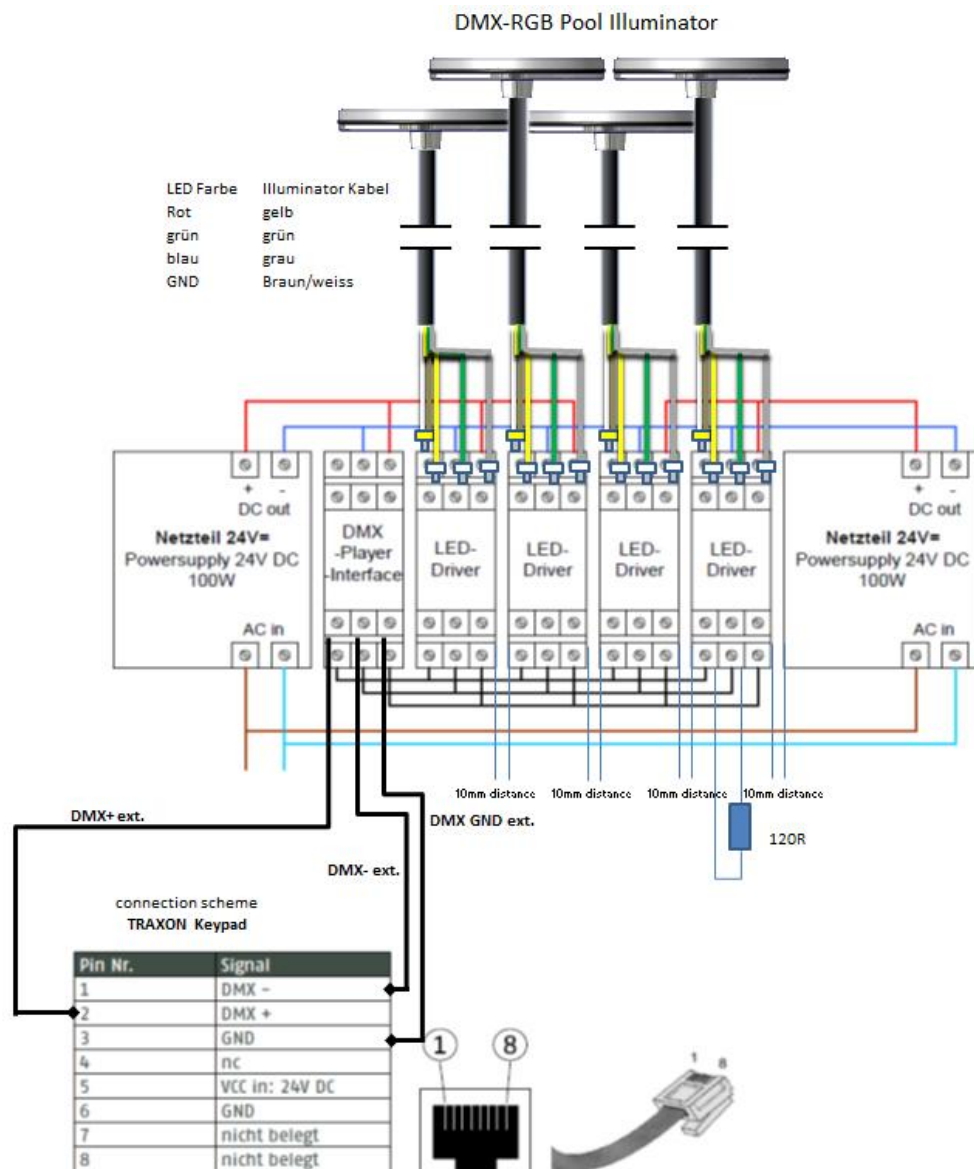 DMX-RGB Pool Illuminator
LED Farbe Illuminator Kabel
Rot gelb
grün grün
blau grau
GND Braun/weiss
+ -
DC out
Netzteil 24V=
Powersupply 24V DC
100W
AC in
DMX
-Player
-Interface
LED-
Driver
LED-
Driver
LED-
Driver
LED-
Driver
+ -
DC out
Netzteil 24V=
Powersupply 24V DC
100W
AC in
10mm distance 10mm distance 10mm distance 10mm distance
DMX+ ext.
DMX GND ext.
120R
DMX- ext.
connection scheme
TRAXON Keypad
Pin Nr. Signal
1 DMX -
2 DMX +
3 GND
4 nc
5 VCC in: 24V DC
6 GND
7 nicht belegt
8 nicht belegt
1 8
1 8